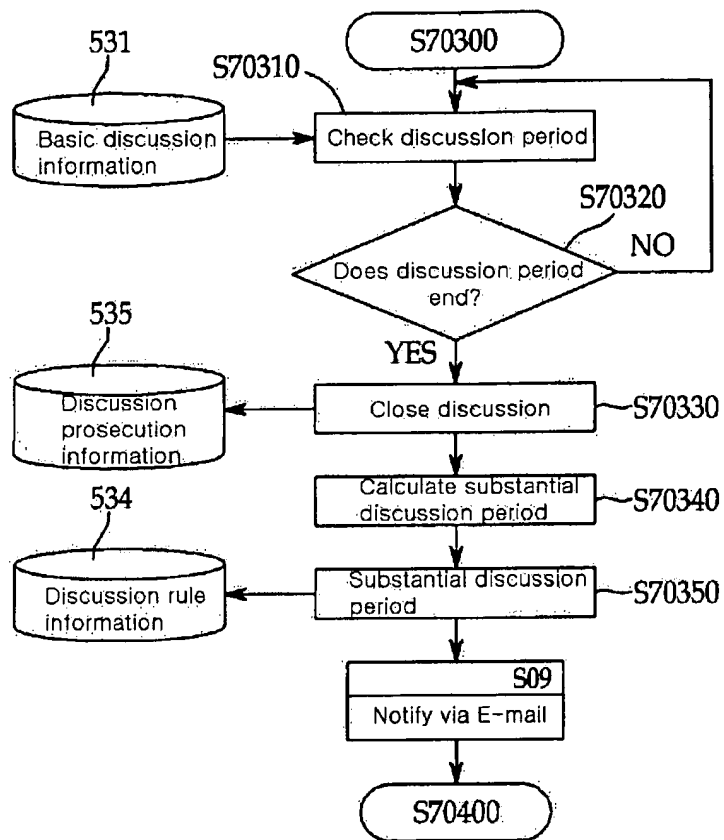 531
S70300
S70310
Basic discussion
information
Check discussion period
S70320
NO
Does discussion period
end?
535
YES
Discussion
prosecution
information
Close discussion
S70330
Calculate substantial
discussion period
S70340
534
Discussion rule
information
Substantial discussion
period
S70350
S09
Notify via E-mail
S70400